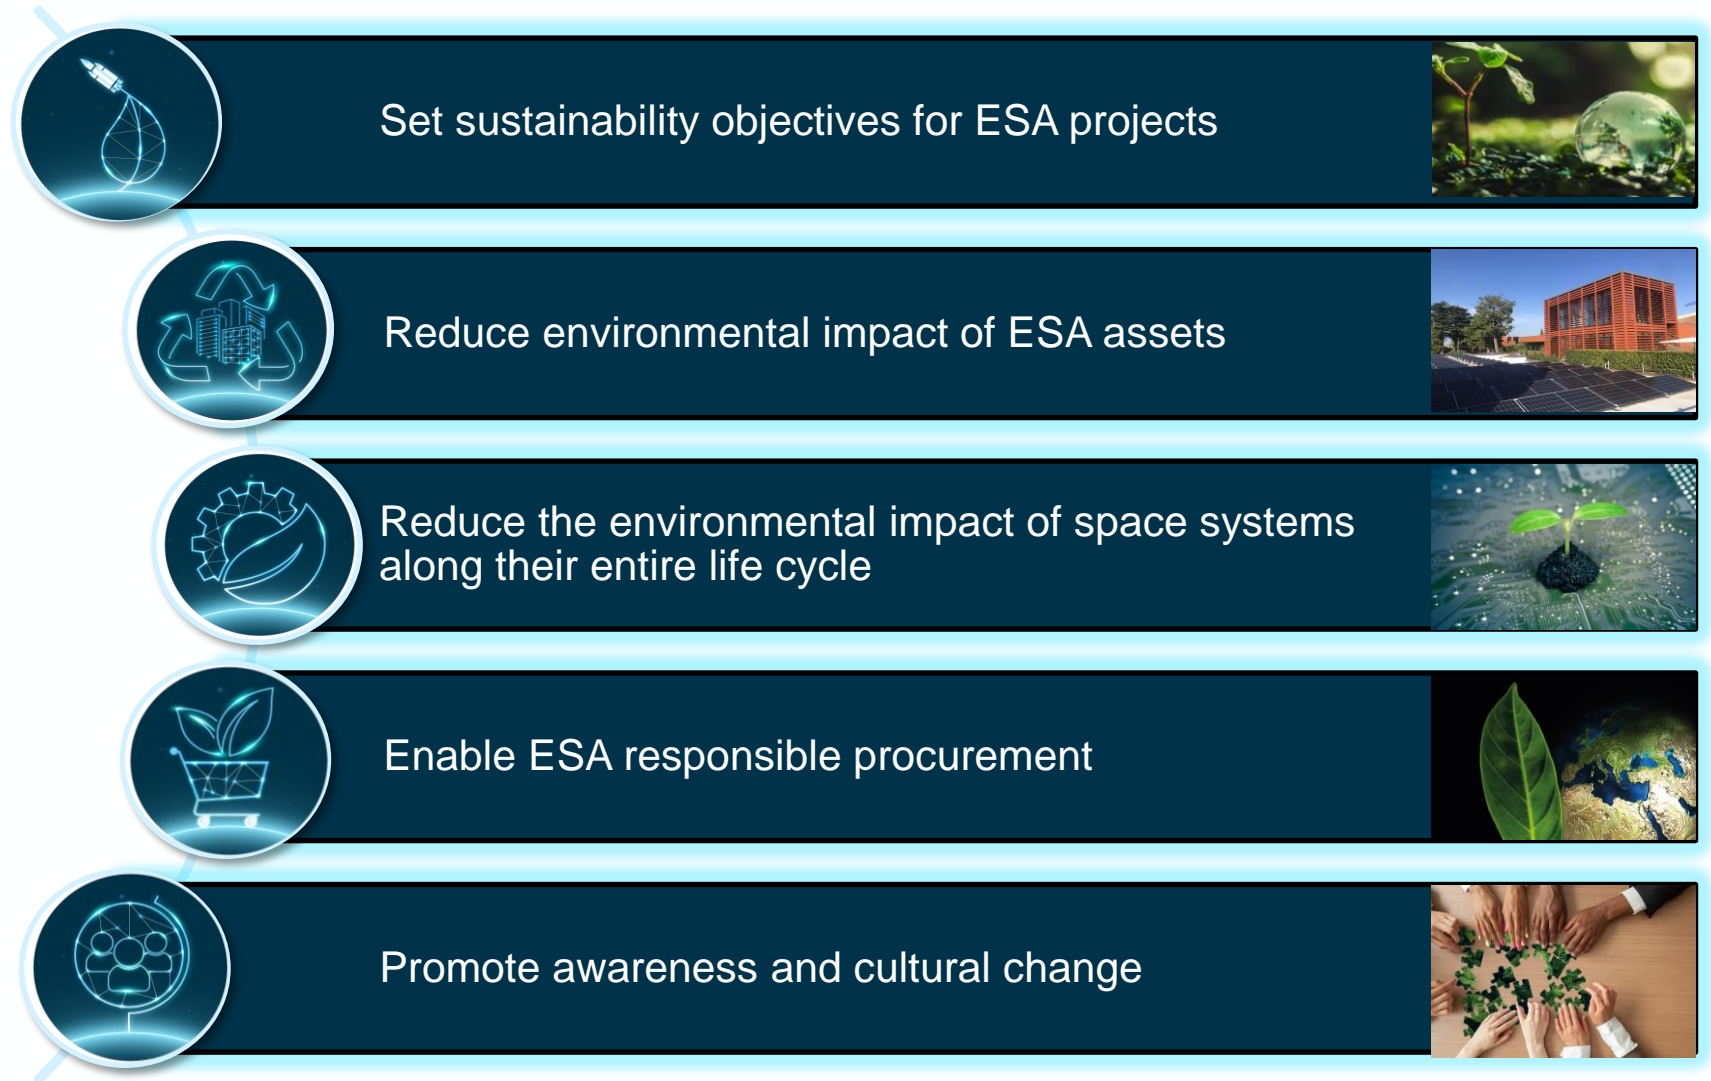 Set sustainability objectives for ESA projects
Reduce environmental impact of ESA assets
Reduce the environmental impact of space systems
along their entire life cycle
Enable ESA responsible procurement
Promote awareness and cultural change